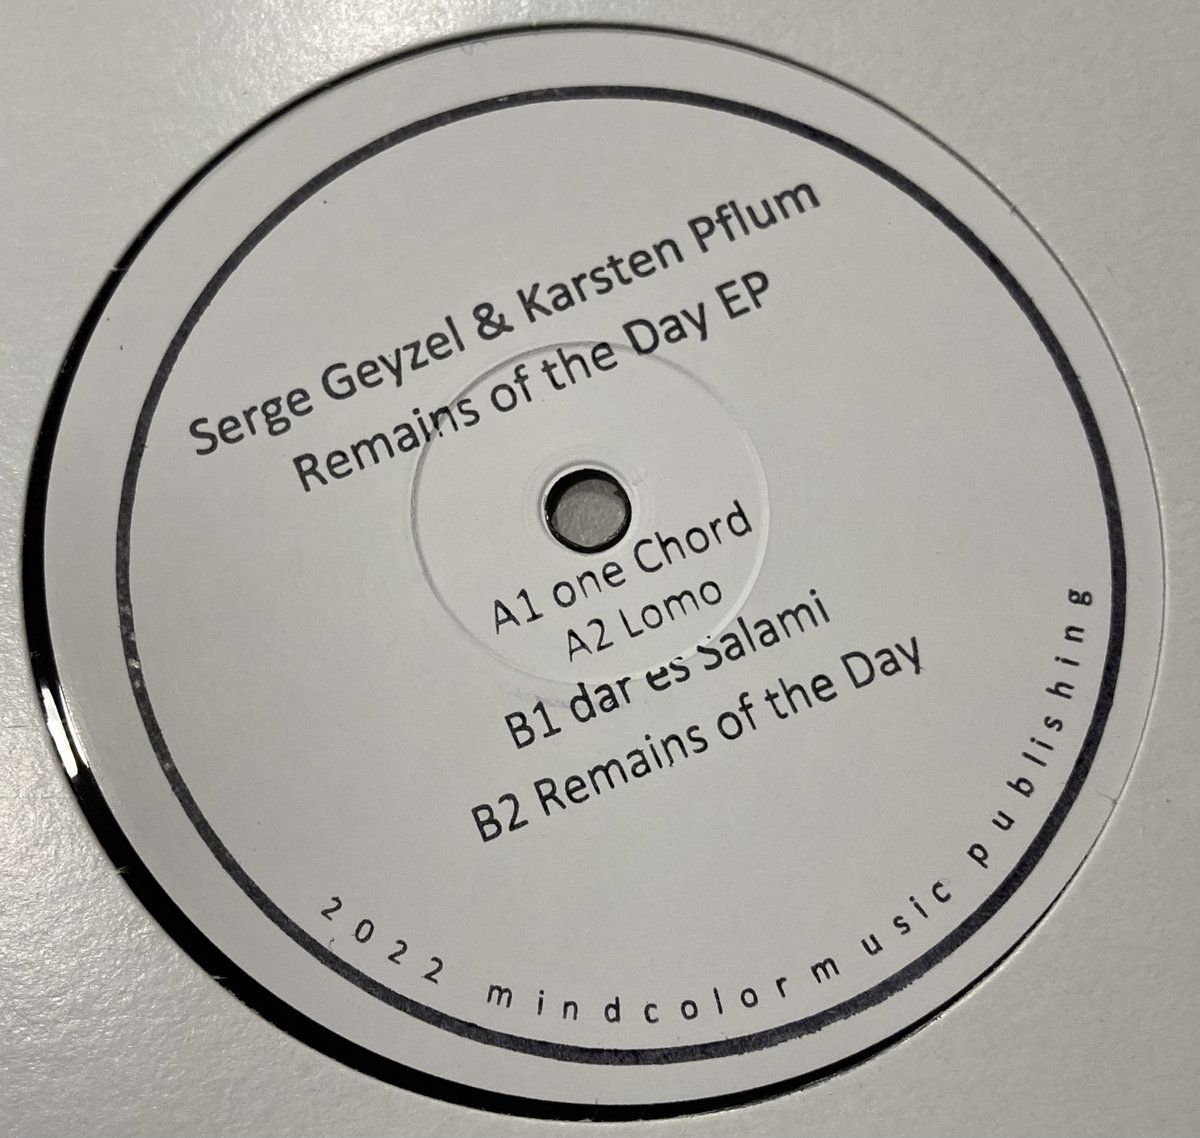 Serge Geyzel & Karsten Pflum
Remains of the Day EP
A1 one Chord
A2 Lomo
B1 dar es Salami
B2 Remains of the Day
2022 mindcolormusic publishing